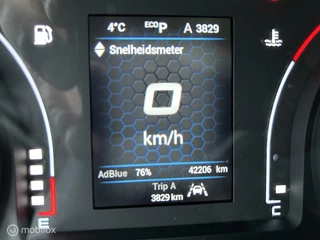 4°C ECO P A 3829
Snelheidsmeter
0
km/h
AdBlue 76% 42206 km
Trip A
3829 km
E
C
mobilox